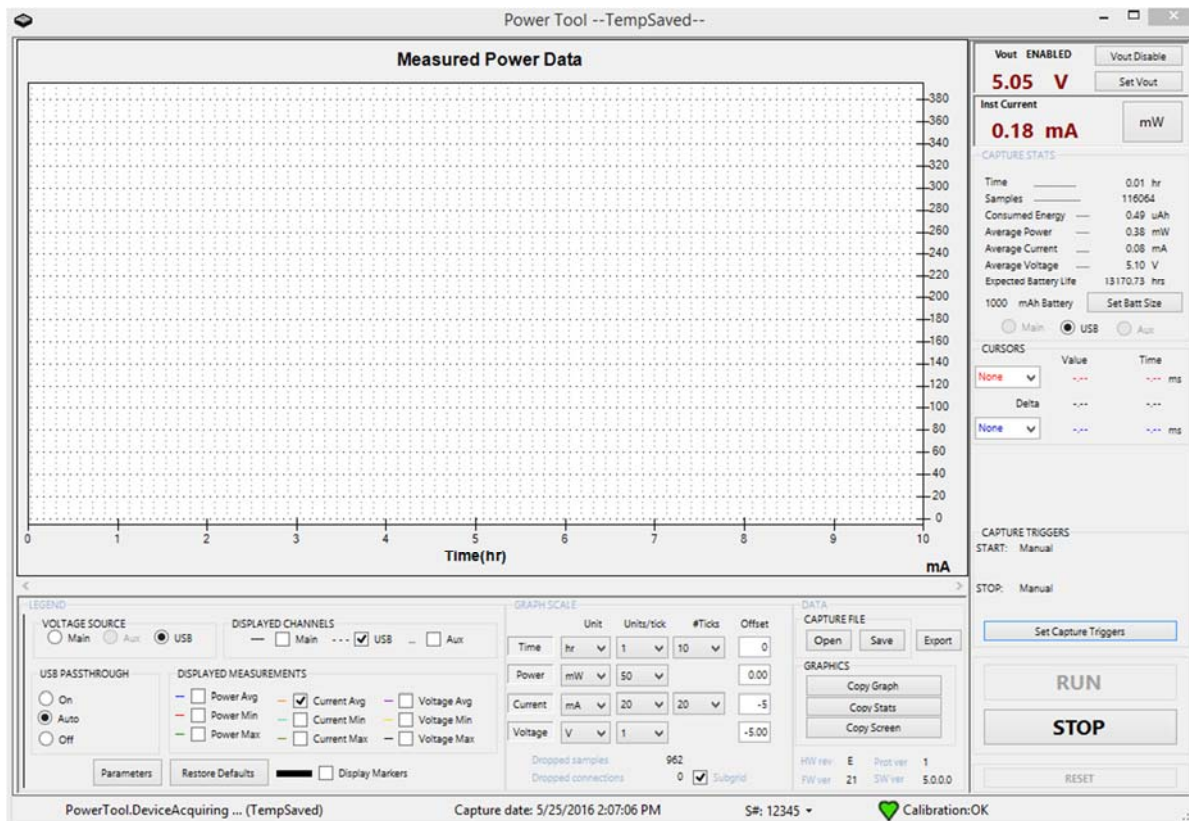 Power Tool --TempSaved--
Measured Power Data
380
360
340
320
300
280
260
240
220
200
180
160
140
120
100
80
60
40
20
0
0 1 2 3 4 5 6 7 8 9 10
Time(hr)
mA
Vout ENABLED Vout Disable
5.05 V Set Vout
Inst Current
0.18 mA mW
CAPTURE STATS
Time 0.01 hr
Samples 116064
Consumed Energy 0.49 uAh
Average Power 0.38 mW
Average Current 0.08 mA
Average Voltage 5.10 V
Expected Battery Life 13170.73 hrs
1000 mAh Battery Set Batt Size
Main USB Aux
CURSORS
Value Time
None -.-- -.-- ms
Delta -.-- -.--
None -.-- -.-- ms
CAPTURE TRIGGERS
START: Manual
STOP: Manual
Set Capture Triggers
RUN
STOP
RESET
LEGEND
VOLTAGE SOURCE
Main Aux USB
DISPLAYED CHANNELS
Main USB Aux
USB PASSTHROUGH
On
Auto
Off
DISPLAYED MEASUREMENTS
Power Avg Current Avg Voltage Avg
Power Min Current Min Voltage Min
Power Max Current Max Voltage Max
Parameters Restore Defaults Display Markers
GRAPH SCALE
Unit Units/tick #Ticks Offset
Time hr 1 10 0
Power mW 50 0.00
Current mA 20 20 -5
Voltage V 1 -5.00
Dropped samples 962
Dropped connections 0 Subgrid
DATA
CAPTURE FILE
Open Save Export
GRAPHICS
Copy Graph
Copy Stats
Copy Screen
HW rev E Prot ver 1
FW ver 21 SW ver 5.0.0.0
PowerTool.DeviceAcquiring ... (TempSaved) Capture date: 5/25/2016 2:07:06 PM S#: 12345 Calibration:OK